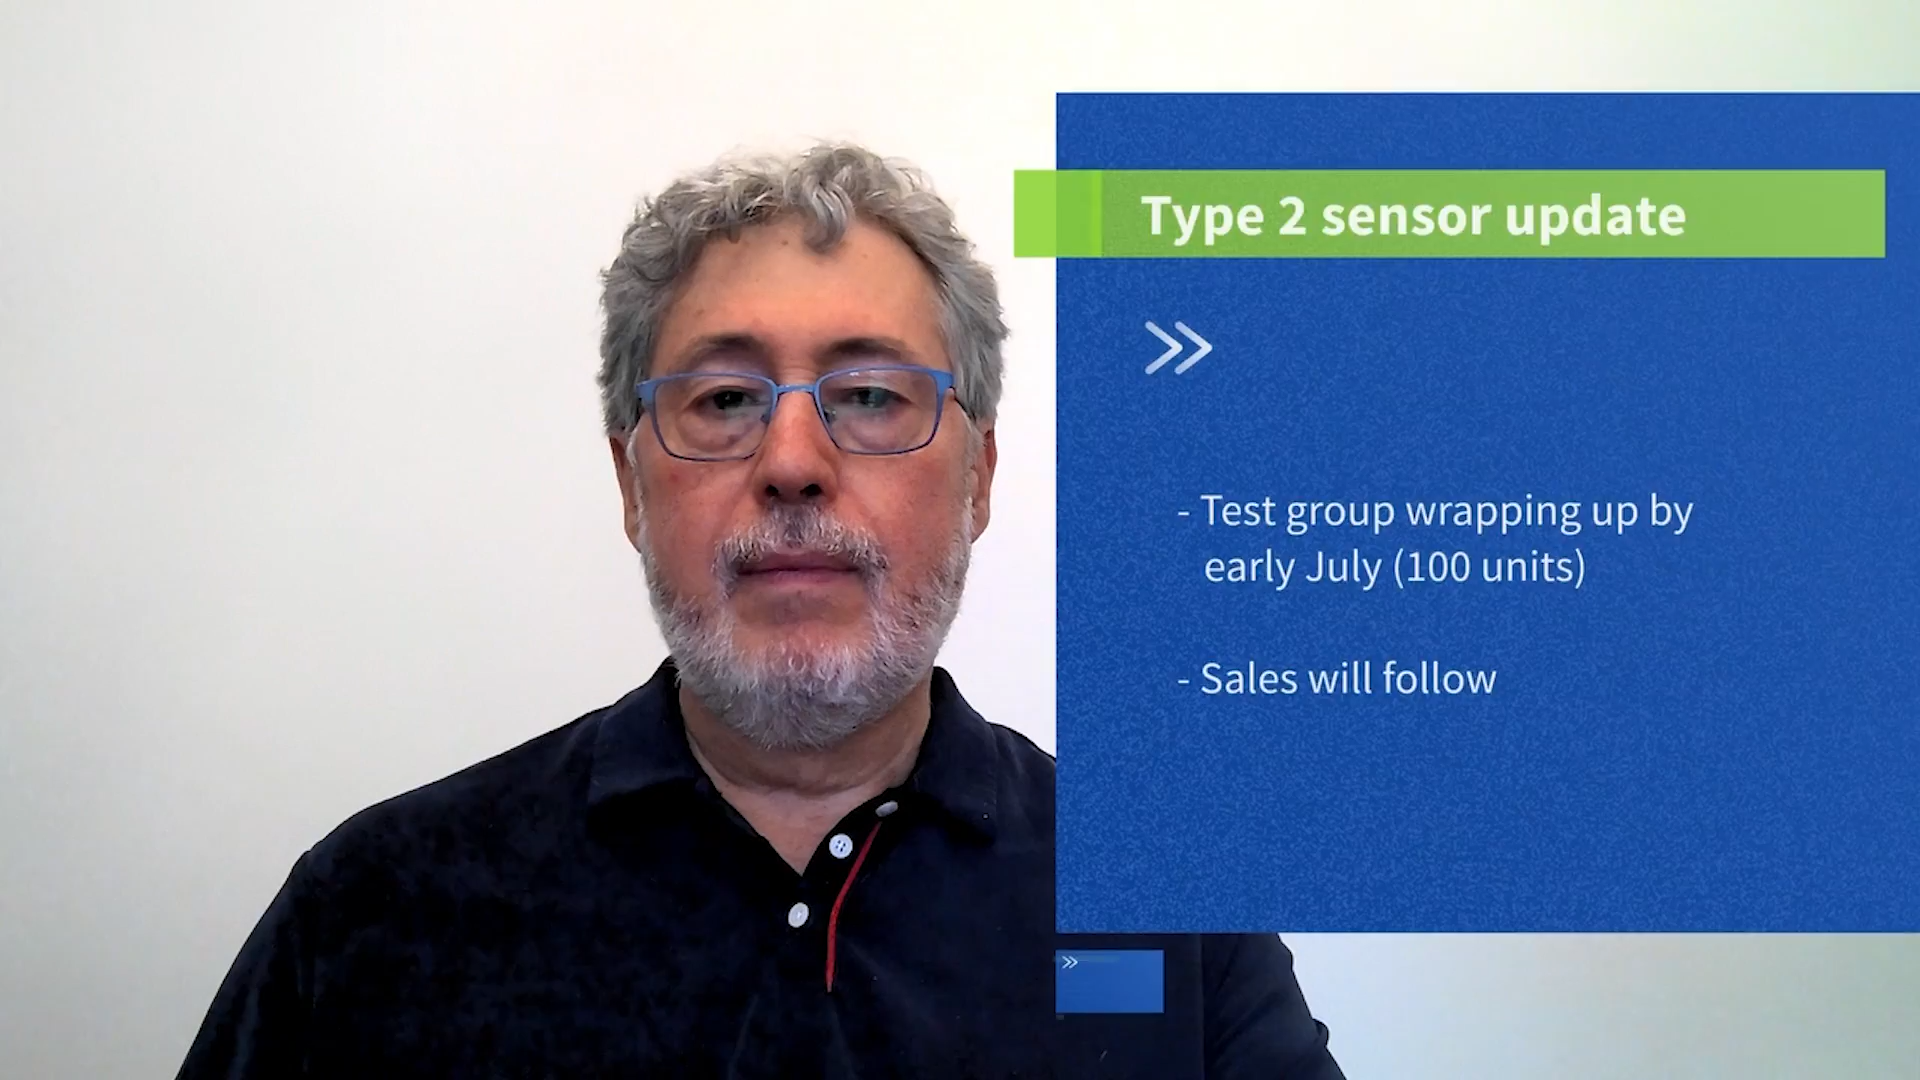 Type 2 sensor update
- Test group wrapping up by
early July (100 units)
- Sales will follow